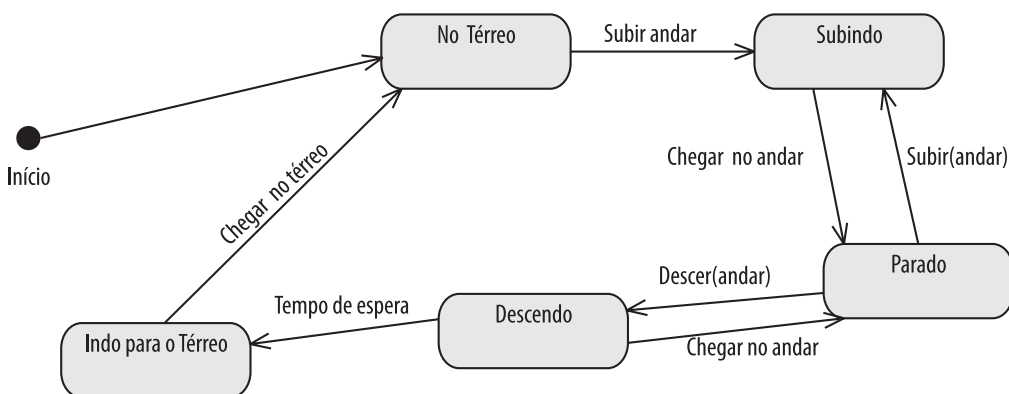 No Térreo
Subir andar
Subindo
Início
Chegar no térreo
Chegar no andar
Subir(andar)
Parado
Descer(andar)
Tempo de espera
Descendo
Indo para o Térreo
Chegar no andar